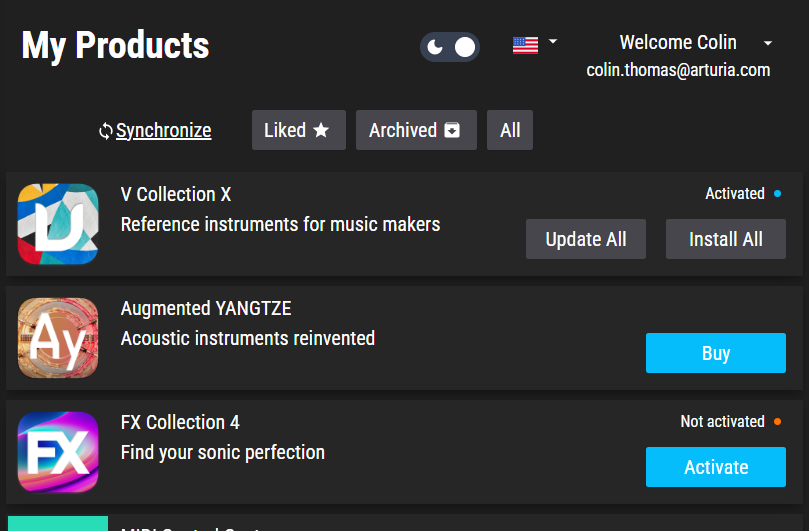 My Products
Welcome Colin
colin.thomas@arturia.com
Synchronize
Liked
Archived
All
V Collection X
Reference instruments for music makers
Activated
Update All
Install All
Ay
Augmented YANGTZE
Acoustic instruments reinvented
Buy
FX
FX Collection 4
Find your sonic perfection
Not activated
Activate